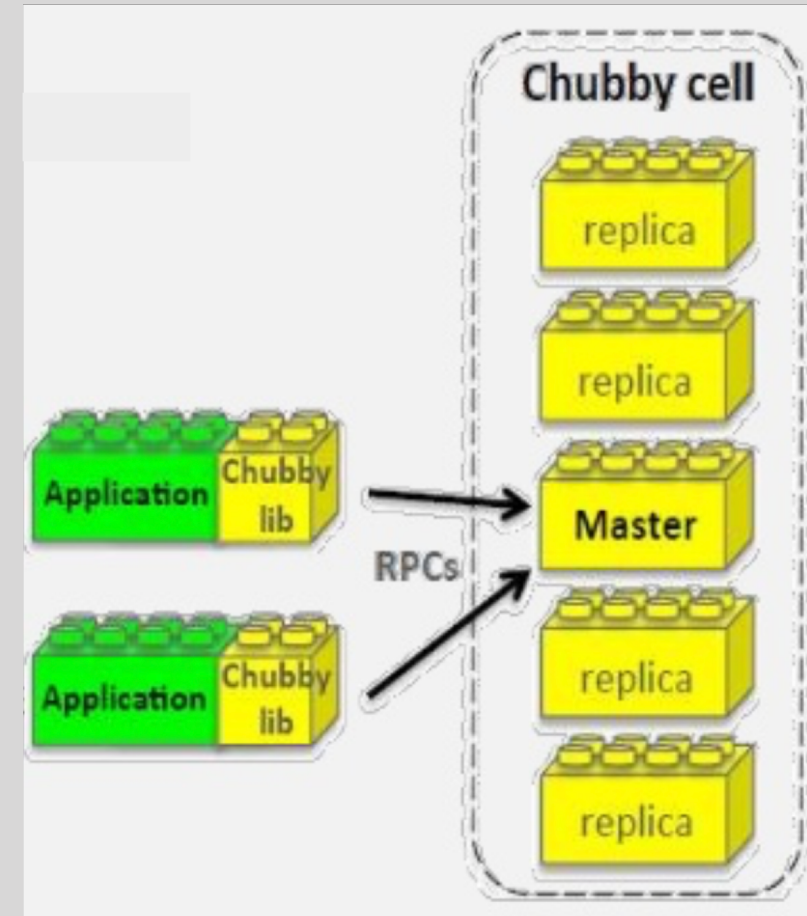 Chubby cell
replica
replica
Application
Chubby
lib
Master
RPCs
Application
Chubby
lib
replica
replica